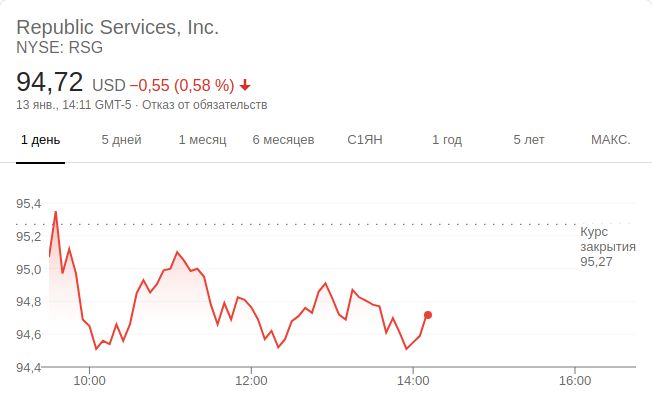 Republic Services, Inc.
NYSE: RSG
94,72 USD −0,55 (0,58 %)
13 янв., 14:11 GMT-5 · Отказ от обязательств
1 день 5 дней 1 месяц 6 месяцев С1ЯН 1 год 5 лет МАКС.
95,4
95,2
95,0
94,8
94,6
94,4
Курс
закрытия
95,27
10:00 12:00 14:00 16:00